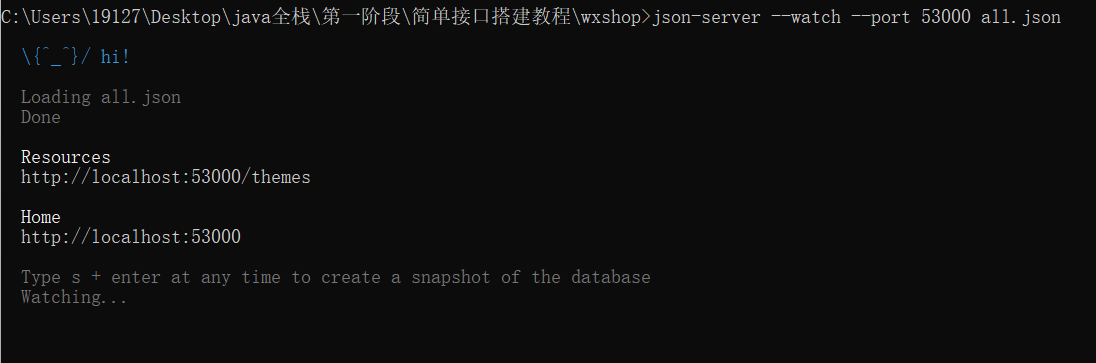 C:\Users\19127\Desktop\java全栈\第一阶段\简单接口搭建教程\wxshop>json-server --watch --port 53000 all.json
\{^_^}/ hi!
Loading all.json
Done
Resources
http://localhost:53000/themes
Home
http://localhost:53000
Type s + enter at any time to create a snapshot of the database
Watching...